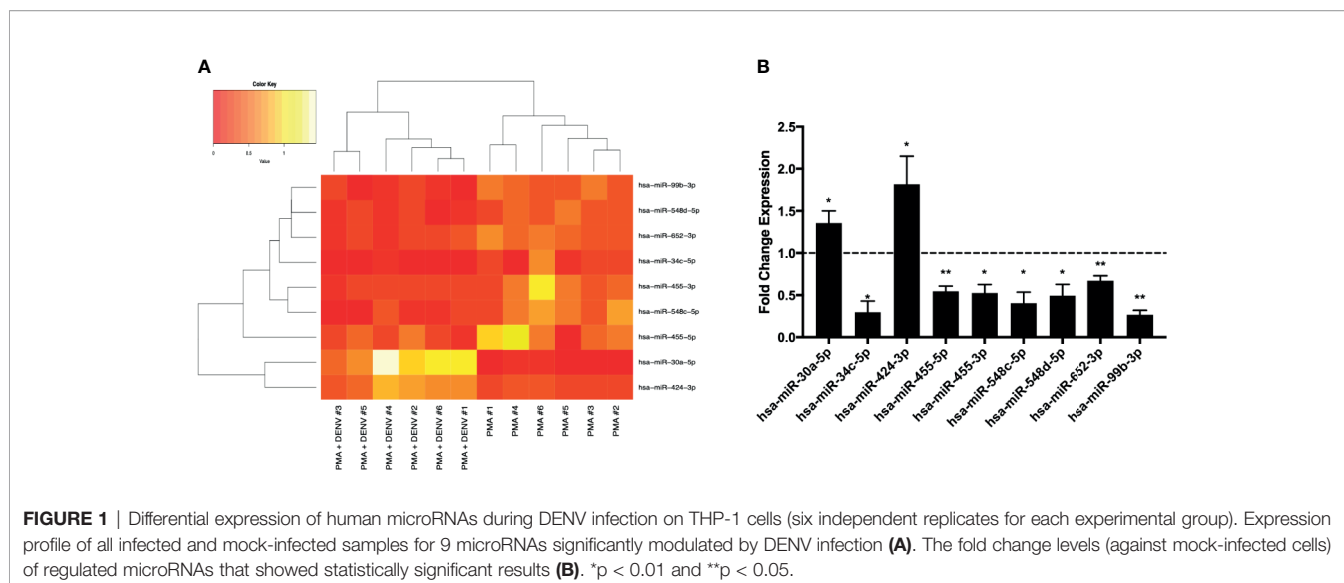 A
Color Key
0
0.5
1
Value
hsa-miR-99b-3p
hsa-miR-548d-5p
hsa-miR-652-3p
hsa-miR-34c-5p
hsa-miR-455-3p
hsa-miR-548c-5p
hsa-miR-455-5p
hsa-miR-30a-5p
hsa-miR-424-3p
PMA + DENV #3
PMA + DENV #5
PMA + DENV #4
PMA + DENV #2
PMA + DENV #6
PMA + DENV #1
PMA #1
PMA #4
PMA #6
PMA #5
PMA #3
PMA #2
B
Fold Change Expression
2.5
2.0
1.5
1.0
0.5
0.0
* * * ** * * * ** **
hsa-miR-30a-5p
hsa-miR-34c-5p
hsa-miR-424-3p
hsa-miR-455-5p
hsa-miR-455-3p
hsa-miR-548c-5p
hsa-miR-548d-5p
hsa-miR-652-3p
hsa-miR-99b-3p
FIGURE 1 | Differential expression of human microRNAs during DENV infection on THP-1 cells (six independent replicates for each experimental group). Expression
profile of all infected and mock-infected samples for 9 microRNAs significantly modulated by DENV infection (A). The fold change levels (against mock-infected cells)
of regulated microRNAs that showed statistically significant results (B). *p < 0.01 and **p < 0.05.